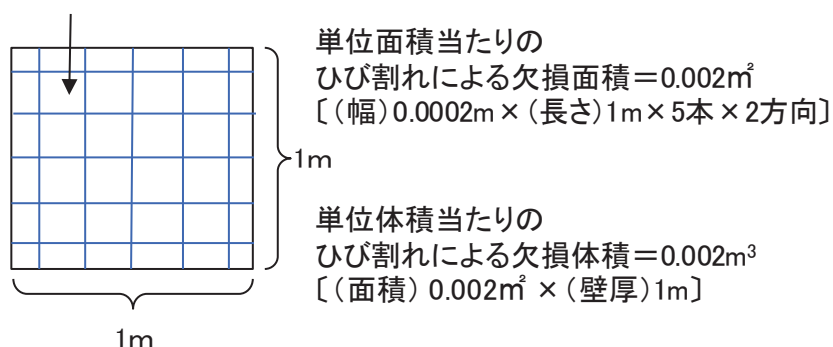 単位面積当たりの
ひび割れによる欠損面積＝0.002㎡
〔（幅）0.0002m×（長さ）1m×5本×2方向〕
1m
単位体積当たりの
ひび割れによる欠損体積＝0.002m³
〔（面積） 0.002㎡ ×（壁厚）1m〕
1m